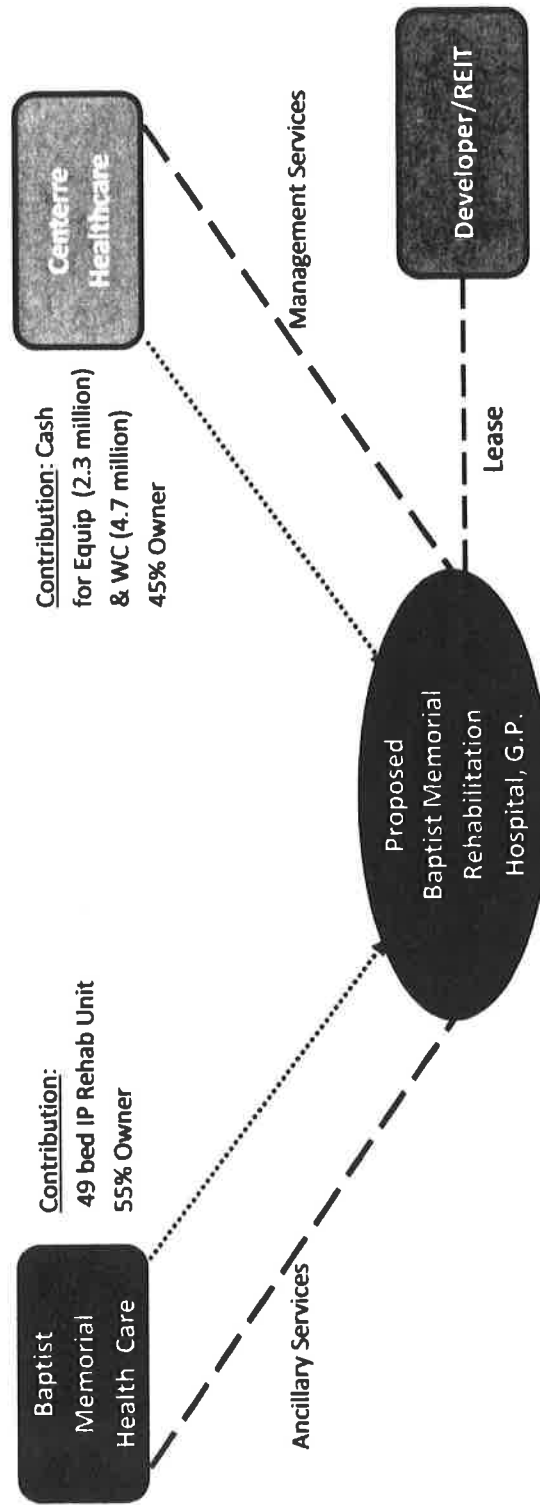 Baptist
Memorial
Health Care
Contribution:
49 bed IP Rehab Unit
55% Owner
Contribution: Cash
for Equip (2.3 million)
& WC (4.7 million)
45% Owner
Centerre
Healthcare
Ancillary Services
Management Services
Proposed
Baptist Memorial
Rehabilitation
Hospital, G.P.
Lease
Developer/REIT